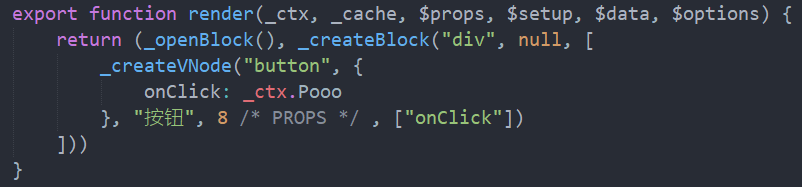 export function render(_ctx, _cache, $props, $setup, $data, $options) {
    return (_openBlock(), _createBlock("div", null, [
        _createVNode("button", {
            onClick: _ctx.Pooo
        }, "按钮", 8 /* PROPS */ , ["onClick"])
    ]))
}